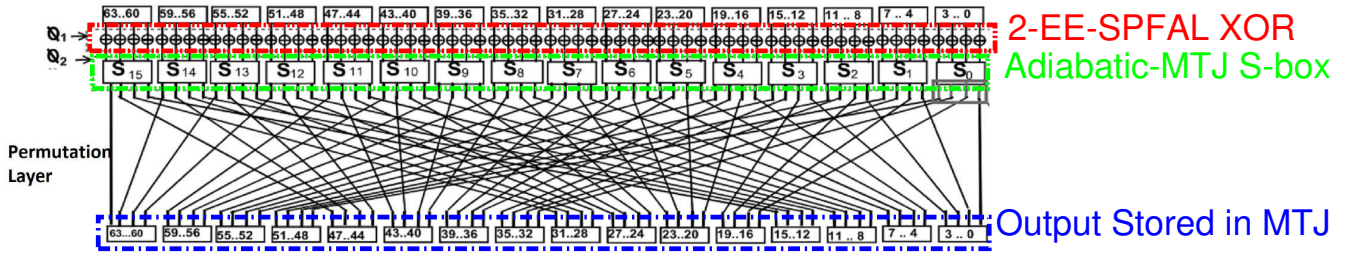 63..60 59..56 55..52 51..48 47..44 43..40 39..36 35..32 31..28 27..24 23..20 19..16 15..12 11 .. 8 7 .. 4 3 .. 0
Ø1 2-EE-SPFAL XOR
Ø2 S15 S14 S13 S12 S11 S10 S9 S8 S7 S6 S5 S4 S3 S2 S1 S0 Adiabatic-MTJ S-box
Permutation
Layer
63...60 59..56 55..52 51..48 47..44 43..40 39..36 35..32 31..28 27..24 23..20 19..16 15..12 11 .. 8 7 .. 4 3 .. 0 Output Stored in MTJ